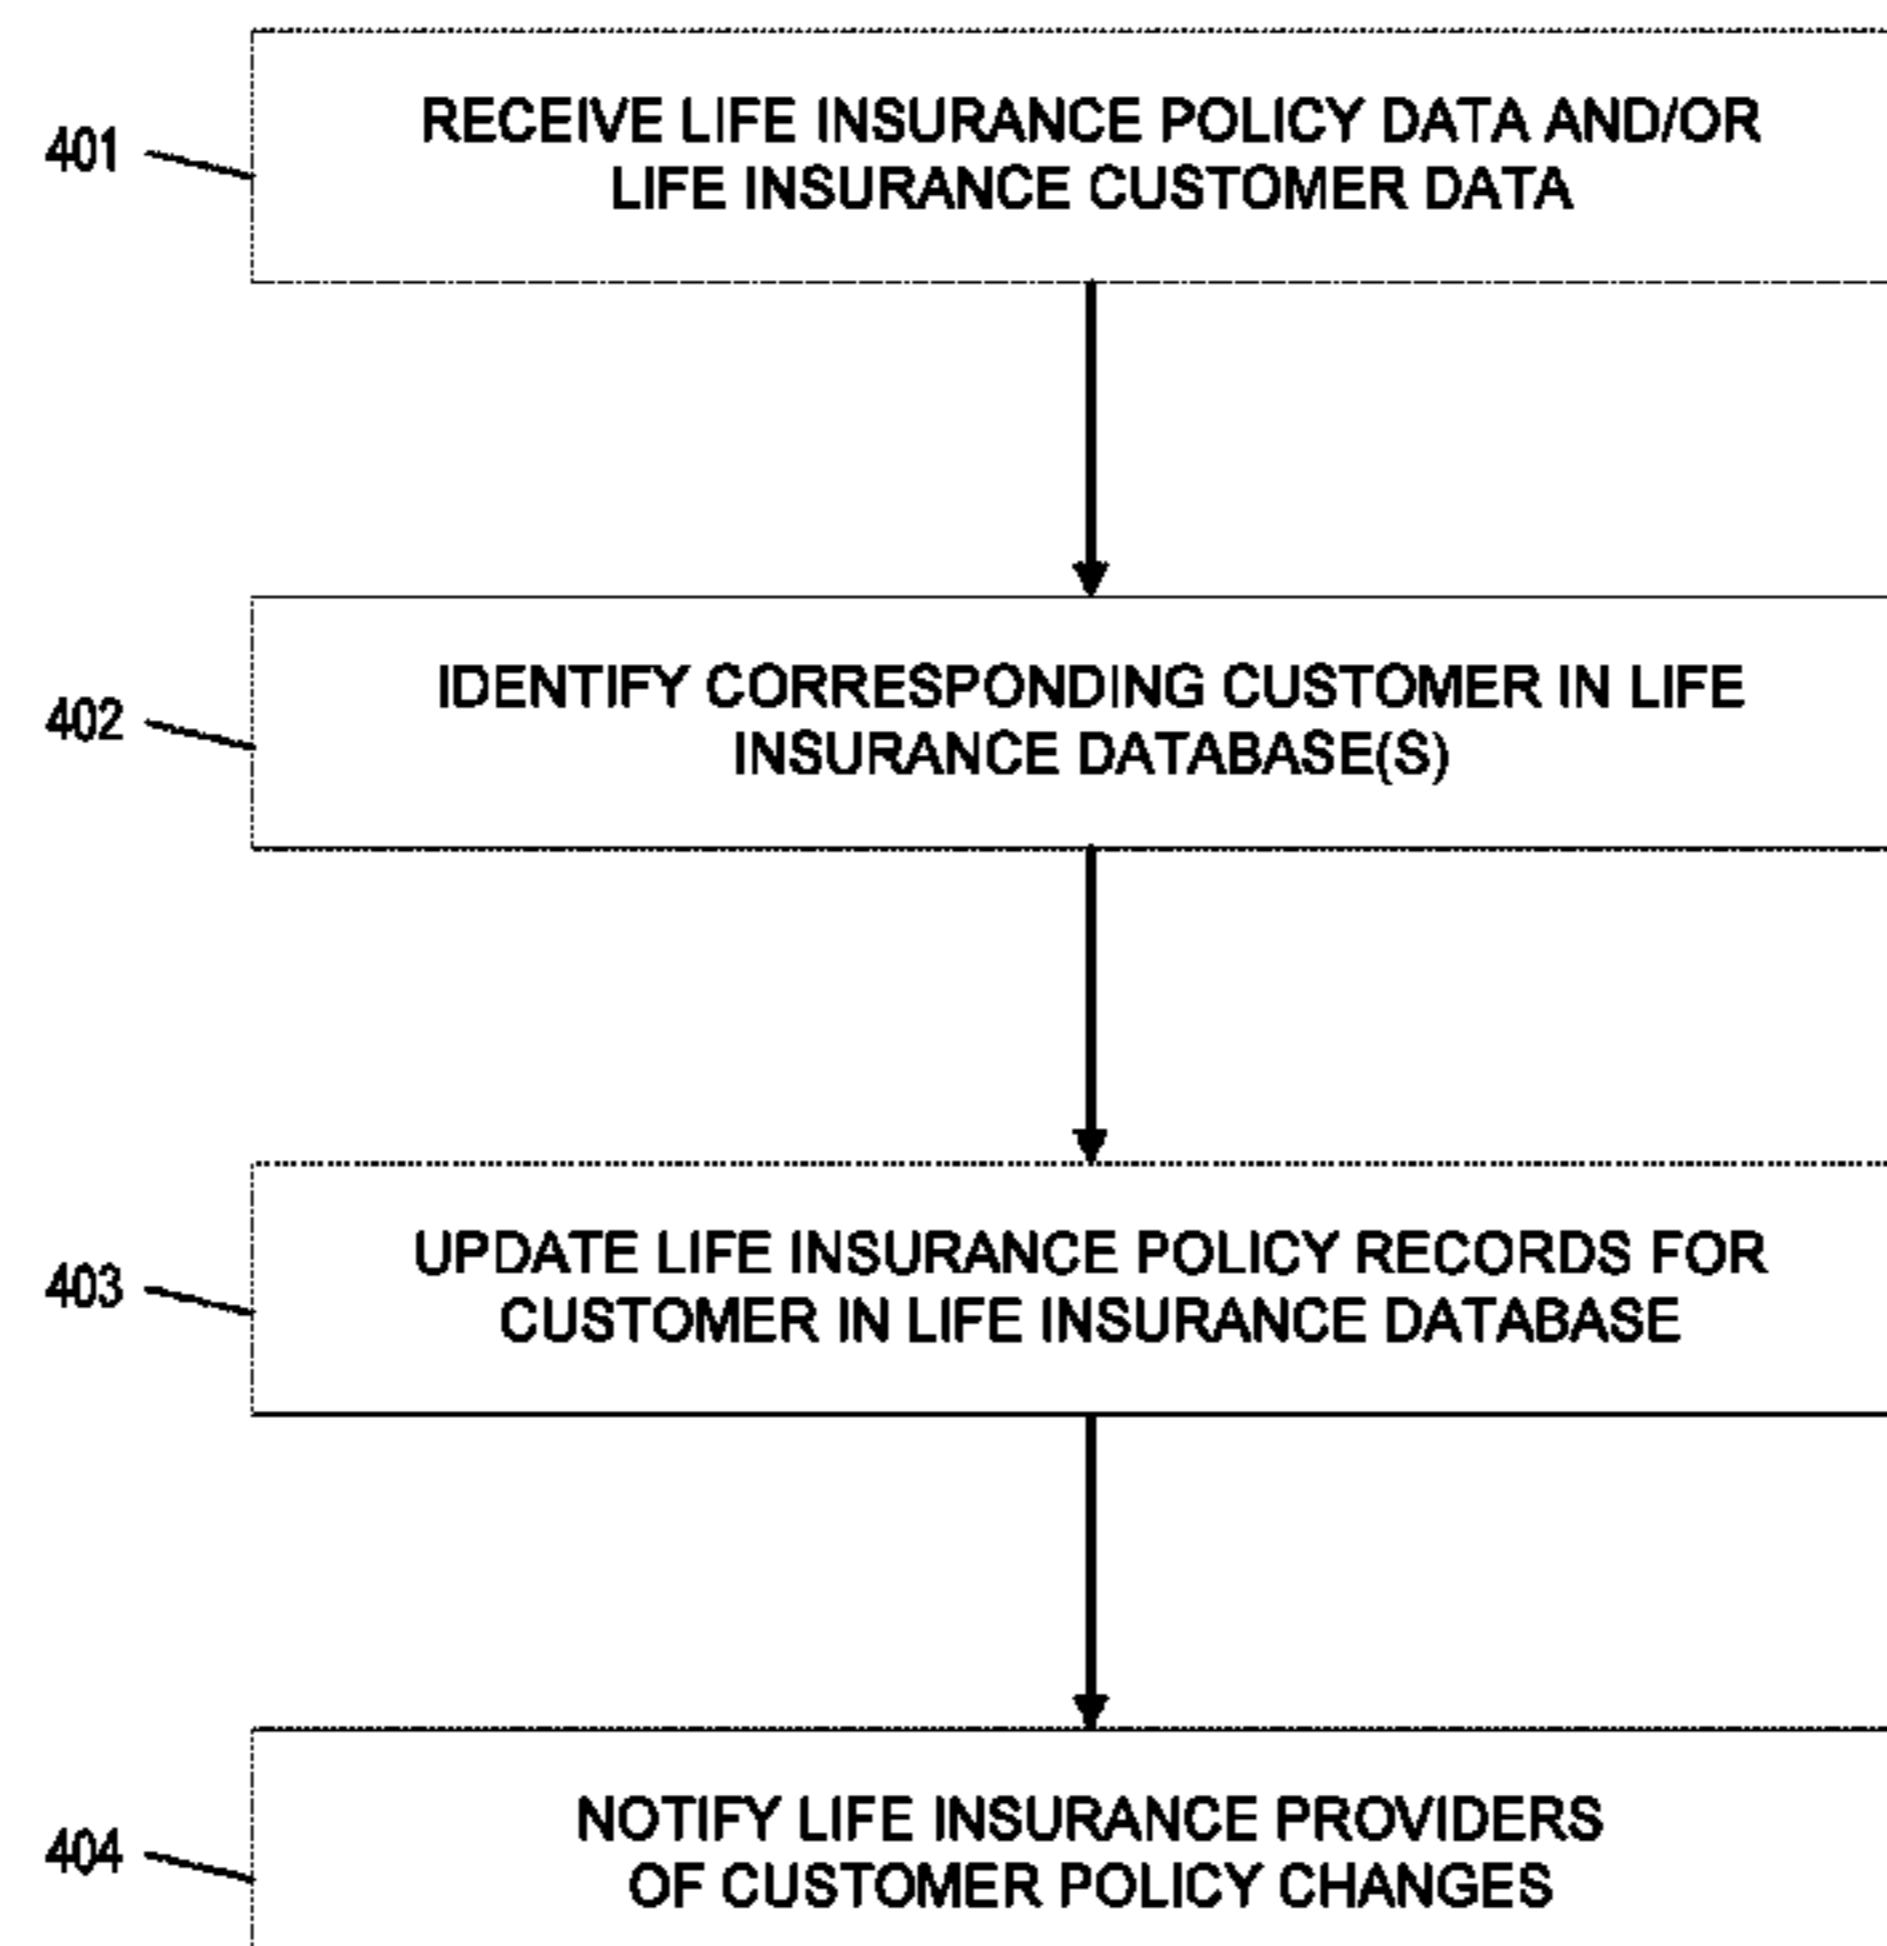 401
RECEIVE LIFE INSURANCE POLICY DATA AND/OR
LIFE INSURANCE CUSTOMER DATA
402
IDENTIFY CORRESPONDING CUSTOMER IN LIFE
INSURANCE DATABASE(S)
403
UPDATE LIFE INSURANCE POLICY RECORDS FOR
CUSTOMER IN LIFE INSURANCE DATABASE
404
NOTIFY LIFE INSURANCE PROVIDERS
OF CUSTOMER POLICY CHANGES